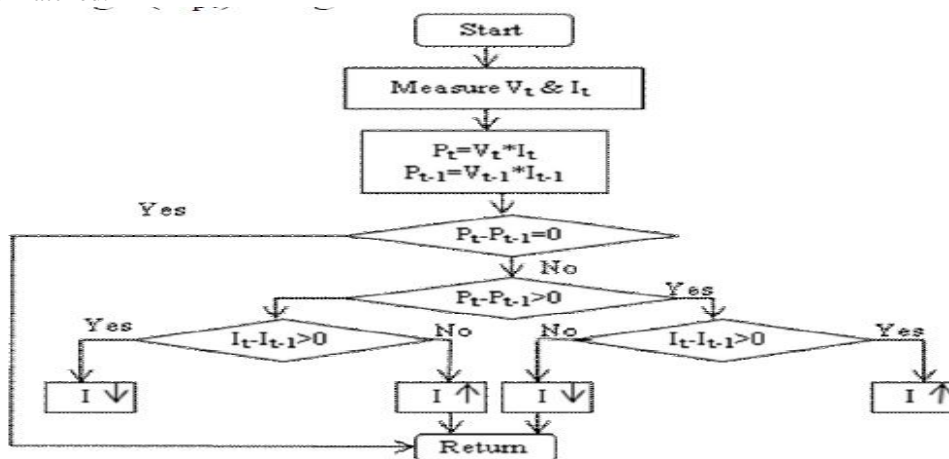 Start
Measure Vt & It
Pt=Vt*It
Pt-1=Vt-1*It-1
Yes
Pt-Pt-1=0
No
Pt-Pt-1>0
Yes
Yes
It-It-1>0
No
No
It-It-1>0
Yes
I ↓
I ↑
I ↓
I ↑
Return